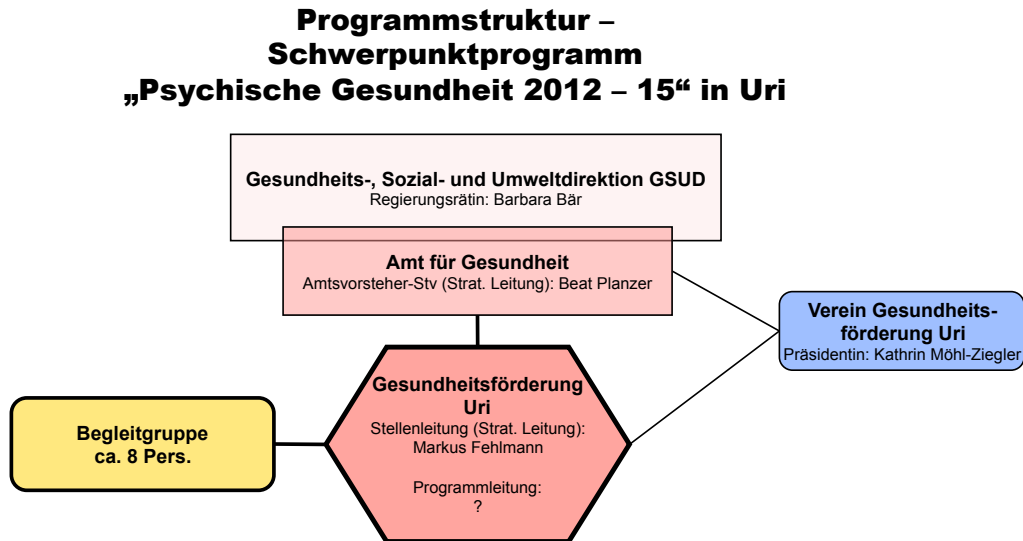 Programmstruktur –
Schwerpunktprogramm
„Psychische Gesundheit 2012 – 15“ in Uri
Gesundheits-, Sozial- und Umweltdirektion GSUD
Regierungsrätin: Barbara Bär
Amt für Gesundheit
Amtsvorsteher-Stv (Strat. Leitung): Beat Planzer
Verein Gesundheits-
förderung Uri
Präsidentin: Kathrin Möhl-Ziegler
Gesundheitsförderung
Uri
Stellenleitung (Strat. Leitung):
Markus Fehlmann
Programmleitung:
?
Begleitgruppe
ca. 8 Pers.